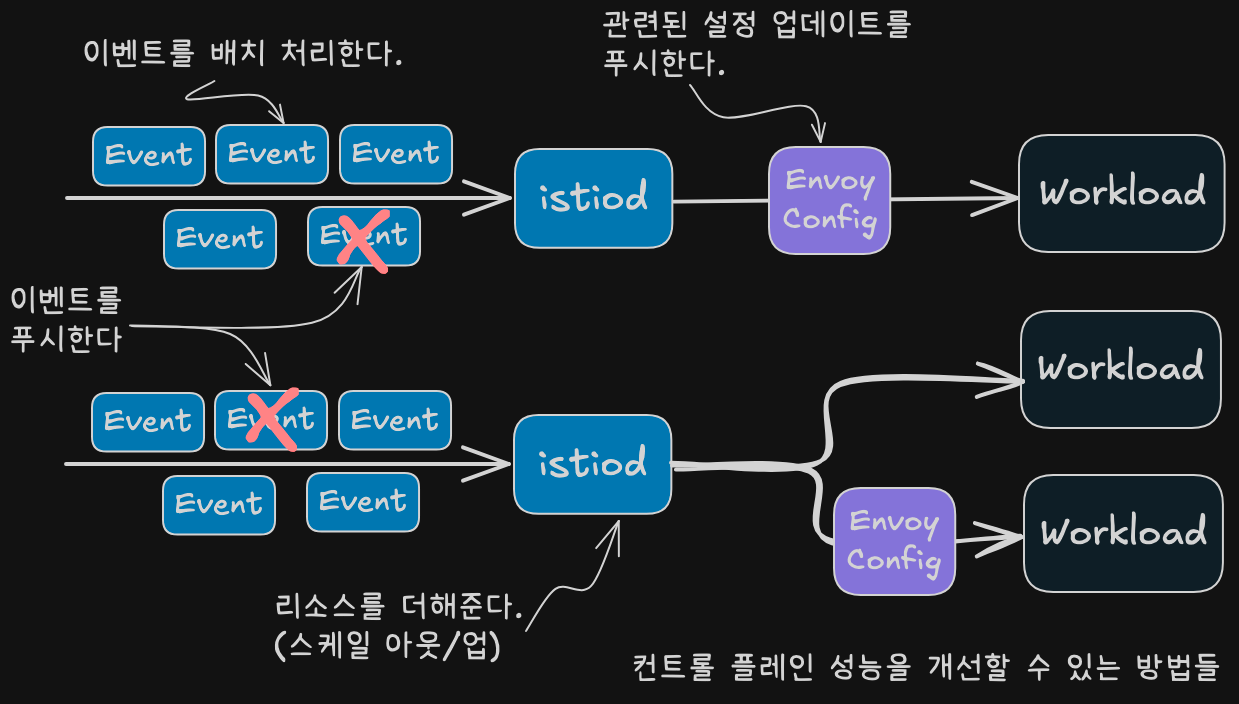 이벤트를 배치 처리한다.
관련된 설정 업데이트를
푸시한다.
Event
Event
Event
istiod
Envoy
Config
Workload
Event
Event
이벤트를
푸시한다
Event
Event
Event
istiod
Workload
Event
Event
Envoy
Config
Workload
리소스를 더해준다.
(스케일 아웃/업)
컨트롤 플레인 성능을 개선할 수 있는 방법들